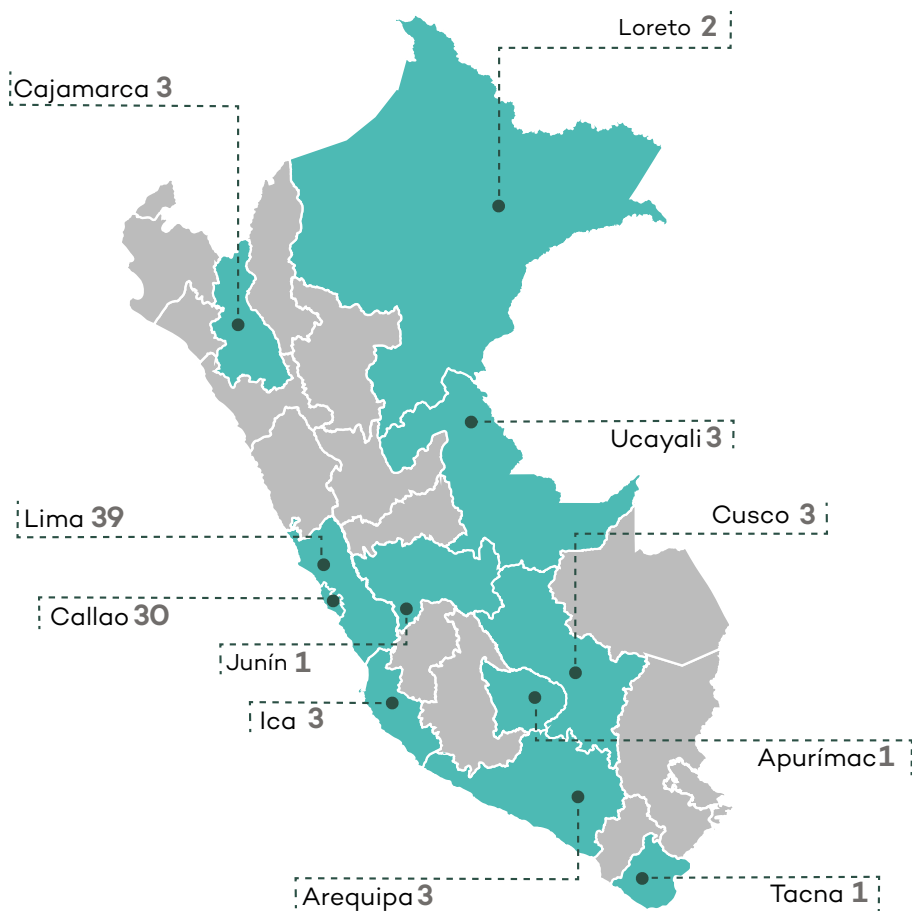 Loreto 2
Cajamarca 3
Ucayali 3
Lima 39
Cusco 3
Callao 30
Junín 1
Ica 3
Apurímac 1
Arequipa 3
Tacna 1